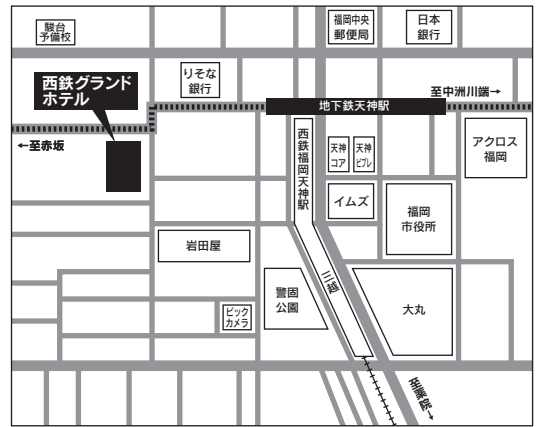 駿台
予備校
福岡中央
郵便局
日本
銀行
西鉄グランド
ホテル
りそな
銀行
至中洲川端→
地下鉄天神駅
←至赤坂
西鉄福岡天神駅
天神
コア
天神
ビブレ
アクロス
福岡
イムズ
福岡
市役所
岩田屋
三越
警固
公園
大丸
ビック
カメラ
至薬院→